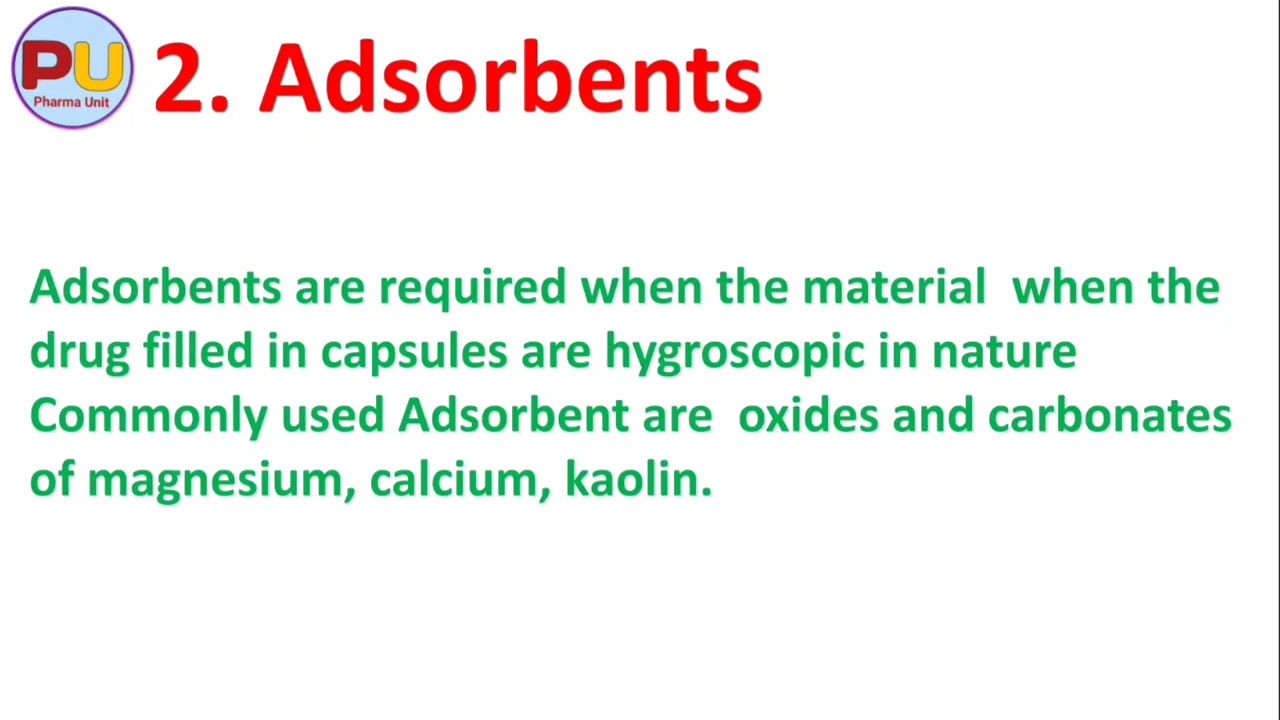 PU
Pharma Unit
2. Adsorbents
Adsorbents are required when the material  when the
drug filled in capsules are hygroscopic in nature
Commonly used Adsorbent are  oxides and carbonates
of magnesium, calcium, kaolin.